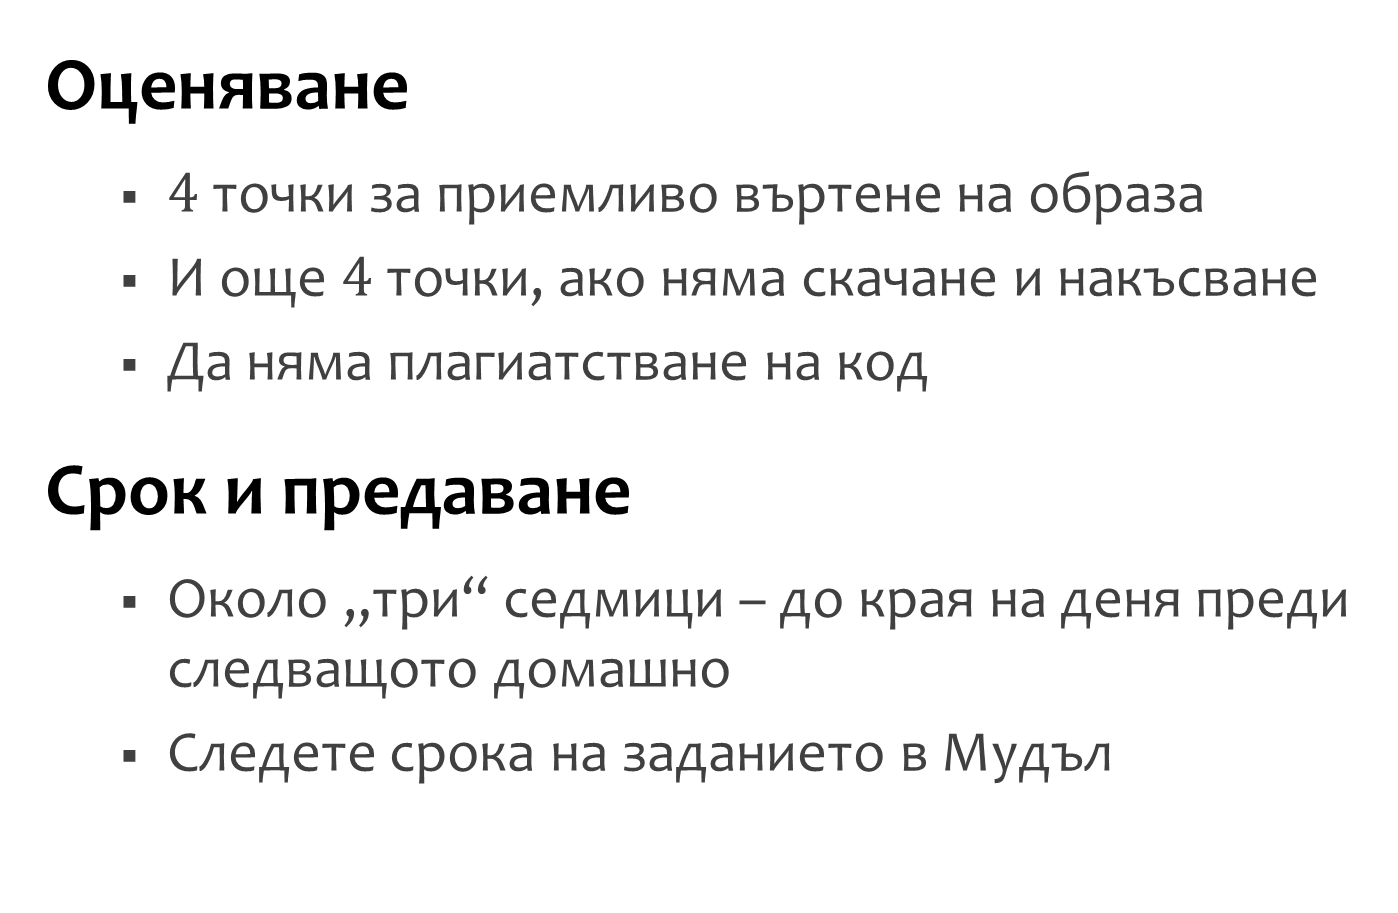 Оценяване
▪ 4 точки за приемливо въртене на образа
▪ И още 4 точки, ако няма скачане и накъсване
▪ Да няма плагиатстване на код
Срок и предаване
▪ Около „три“ седмици – до края на деня преди
следващото домашно
▪ Следете срока на заданието в Мудъл